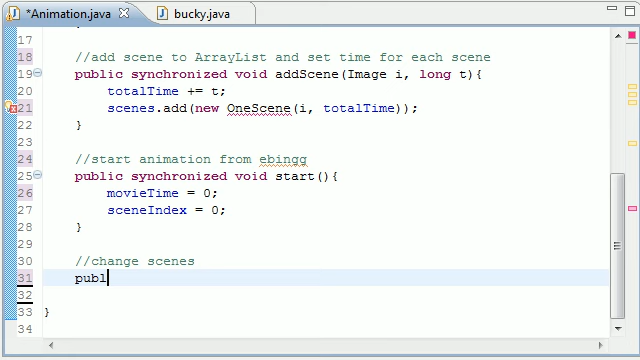 *Animation.java bucky.java
17
18 //add scene to ArrayList and set time for each scene
19 public synchronized void addScene(Image i, long t){
20 totalTime += t;
21 scenes.add(new OneScene(i, totalTime));
22 }
23
24 //start animation from ebingg
25 public synchronized void start(){
26 movieTime = 0;
27 sceneIndex = 0;
28 }
29
30 //change scenes
31 publ
32
33 }
34